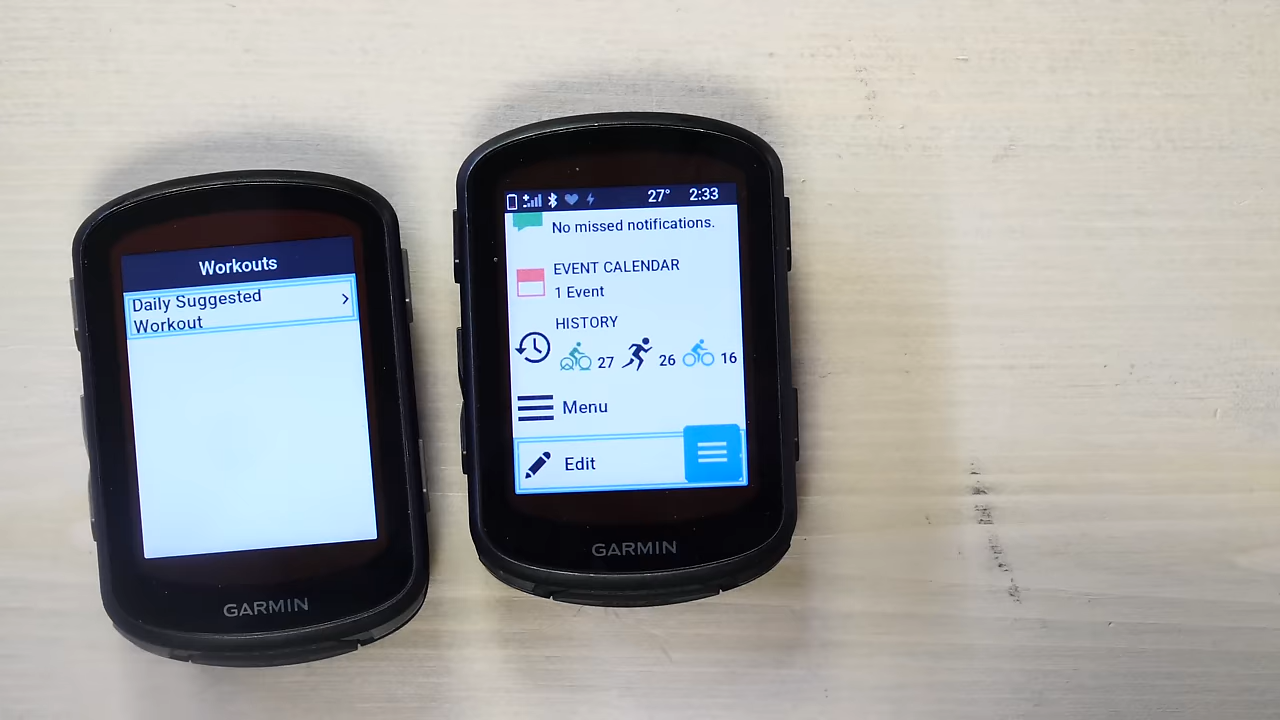 Workouts
Daily Suggested
Workout
GARMIN
27° 2:33
No missed notifications.
EVENT CALENDAR
1 Event
HISTORY
27 26 16
Menu
Edit
GARMIN